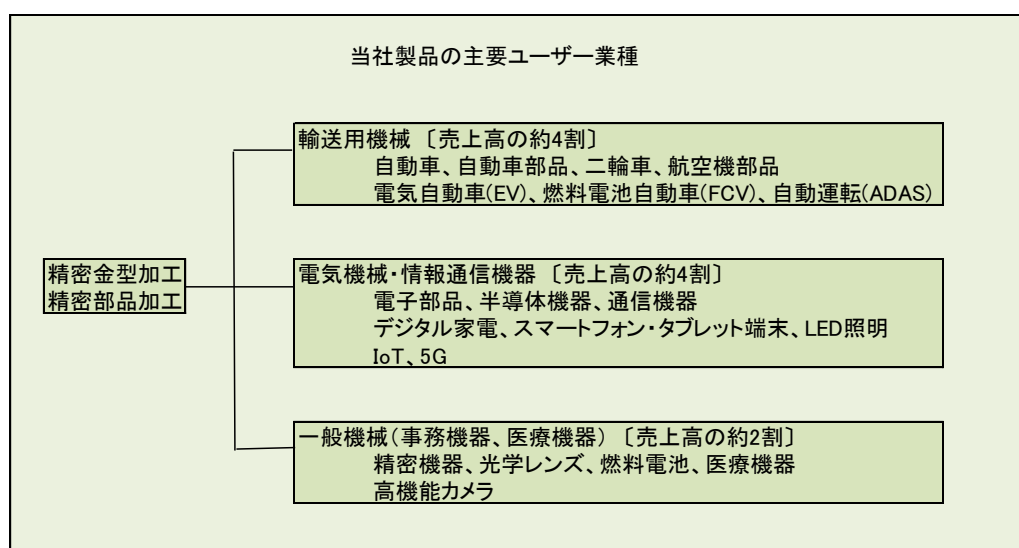 当社製品の主要ユーザー業種
輸送用機械 〔売上高の約4割〕
自動車、自動車部品、二輪車、航空機部品
電気自動車(EV)、燃料電池自動車(FCV)、自動運転(ADAS)
精密金型加工
精密部品加工
電気機械・情報通信機器 〔売上高の約4割〕
電子部品、半導体機器、通信機器
デジタル家電、スマートフォン・タブレット端末、LED照明
IoT、5G
一般機械(事務機器、医療機器) 〔売上高の約2割〕
精密機器、光学レンズ、燃料電池、医療機器
高機能カメラ